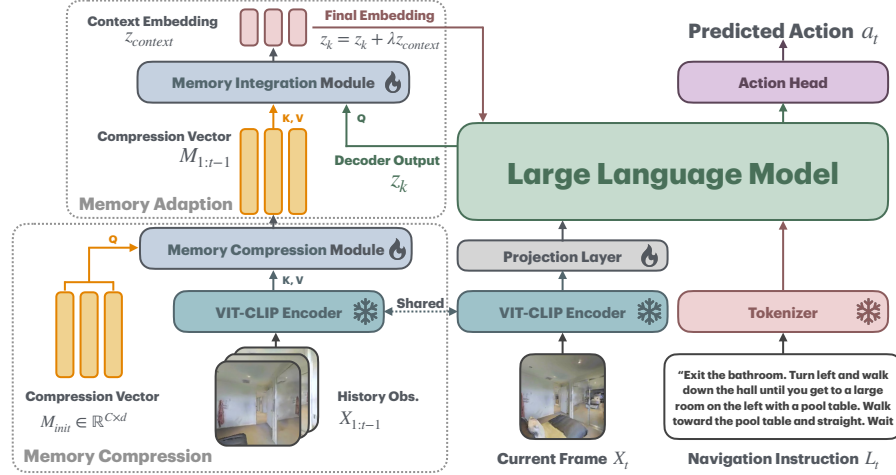 Context Embedding
z_context
Final Embedding
z_k = z_k + λz_context
Predicted Action a_t
Memory Integration Module
Action Head
K, V
Q
Compression Vector
M_{1:t−1}
Decoder Output
z_k
Large Language Model
Memory Adaption
Q
Memory Compression Module
Projection Layer
K, V
VIT-CLIP Encoder
Shared
VIT-CLIP Encoder
Tokenizer
Compression Vector
M_init ∈ ℝ^{C×d}
History Obs.
X_{1:t−1}
"Exit the bathroom. Turn left and walk
down the hall until you get to a large
room on the left with a pool table. Walk
toward the pool table and straight. Wait
Memory Compression
Current Frame X_t
Navigation Instruction L_t